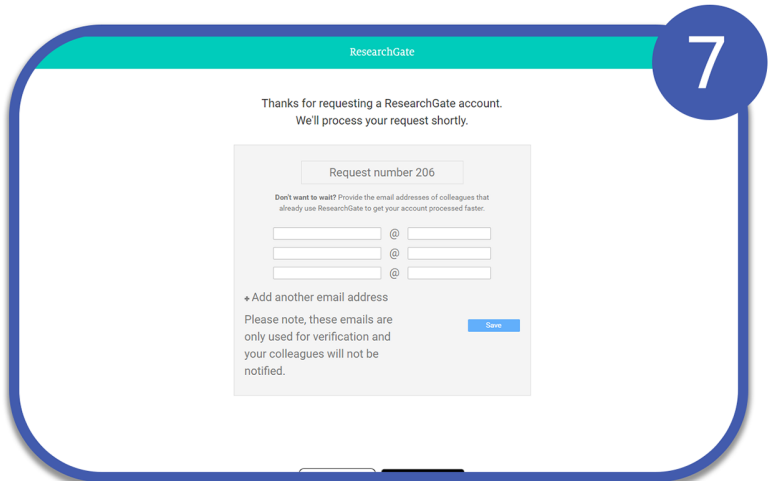 7
ResearchGate
Thanks for requesting a ResearchGate account.
We'll process your request shortly.
Request number 206
Don't want to wait? Provide the email addresses of colleagues that
already use ResearchGate to get your account processed faster.
@
@
@
+ Add another email address
Please note, these emails are
only used for verification and
your colleagues will not be
notified.
Save